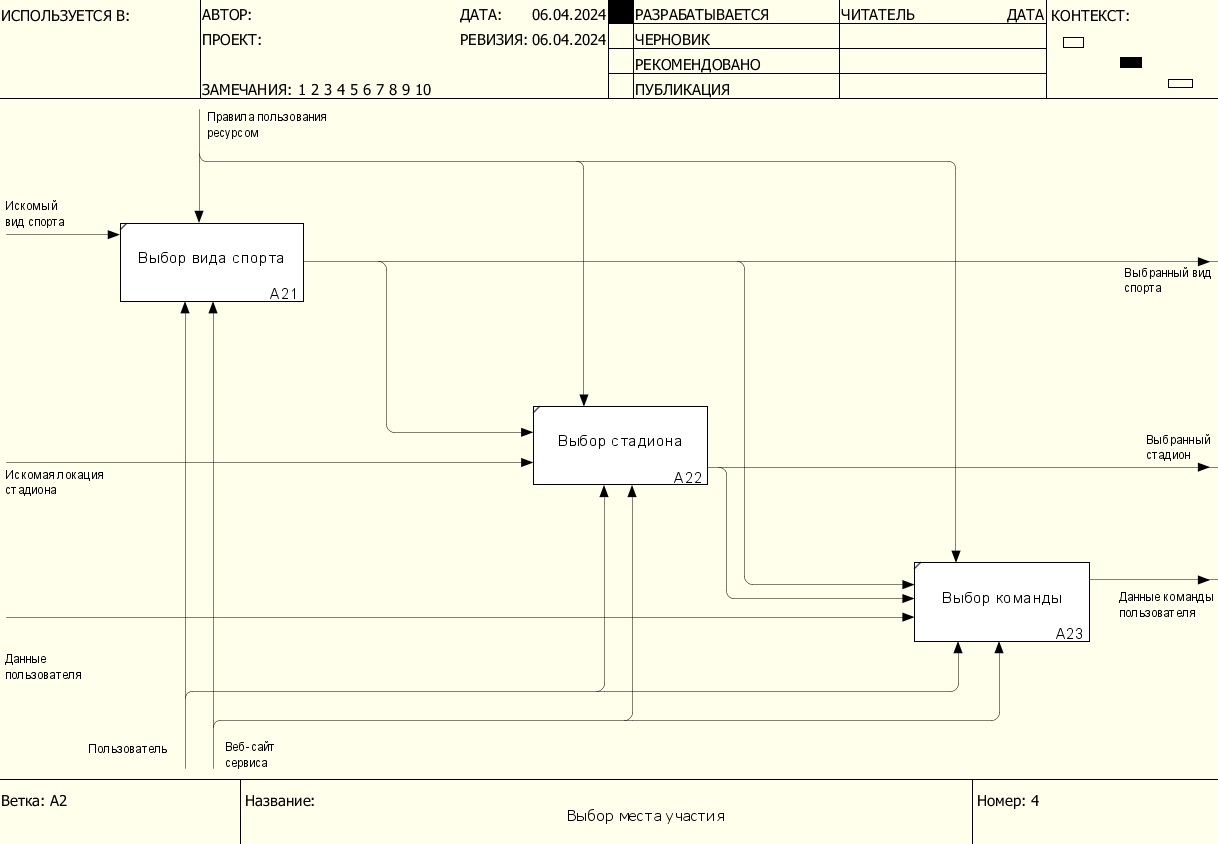 ИСПОЛЬЗУЕТСЯ В:
АВТОР:
ДАТА: 06.04.2024
РАЗРАБАТЫВАЕТСЯ
ЧИТАТЕЛЬ
ДАТА
КОНТЕКСТ:
ПРОЕКТ:
РЕВИЗИЯ: 06.04.2024
ЧЕРНОВИК
РЕКОМЕНДОВАНО
ЗАМЕЧАНИЯ: 1 2 3 4 5 6 7 8 9 10
ПУБЛИКАЦИЯ
Правила пользования
ресурсом
Искомый
вид спорта
Выбор вида спорта
A21
Выбранный вид
спорта
Выбор стадиона
A22
Выбранный
стадион
Искомая локация
стадиона
Выбор команды
A23
Данные команды
пользователя
Данные
пользователя
Пользователь
Веб-сайт
сервиса
Ветка: A2
Название:
Выбор места участия
Номер: 4